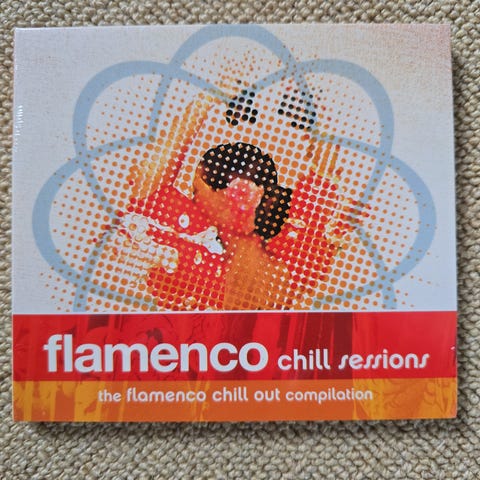 flamenco chill sessions
the flamenco chill out compilation